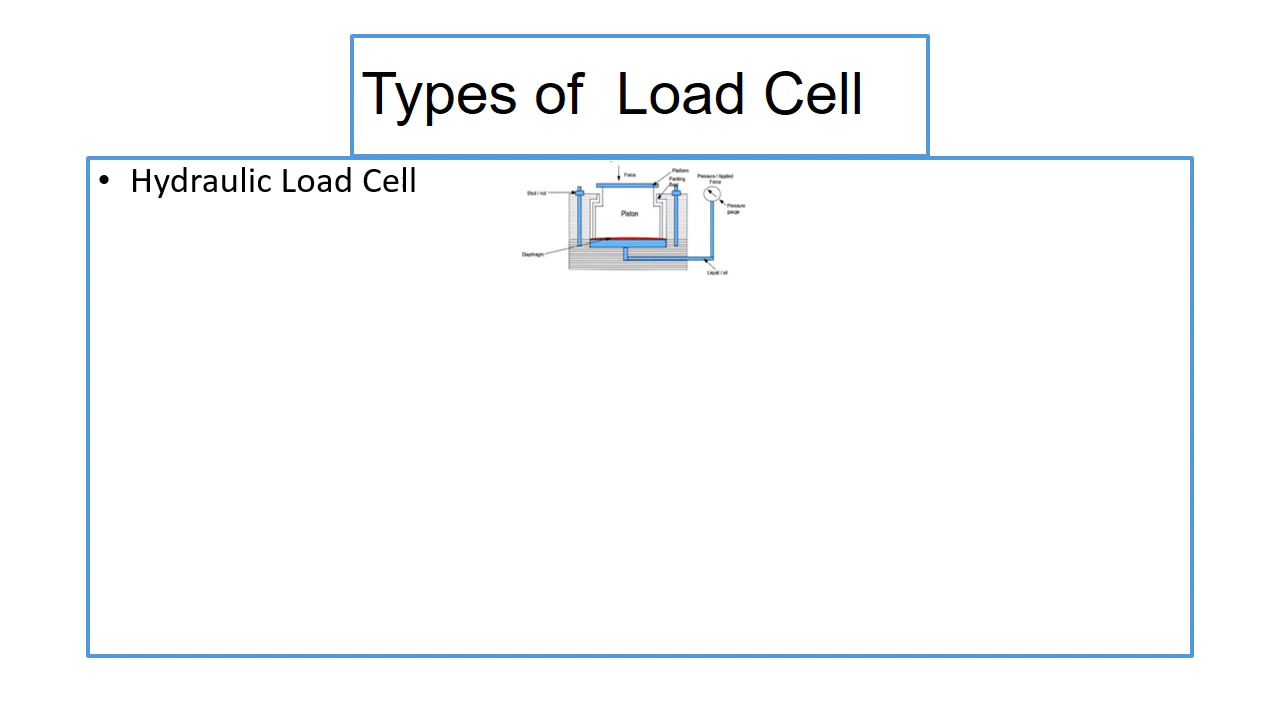 Types of  Load Cell
• Hydraulic Load Cell
Force
Platform
Packing
Pressure / Applied
Force
Stud / nut
Pressure
gauge
Piston
Diaphragm
Liquid / oil